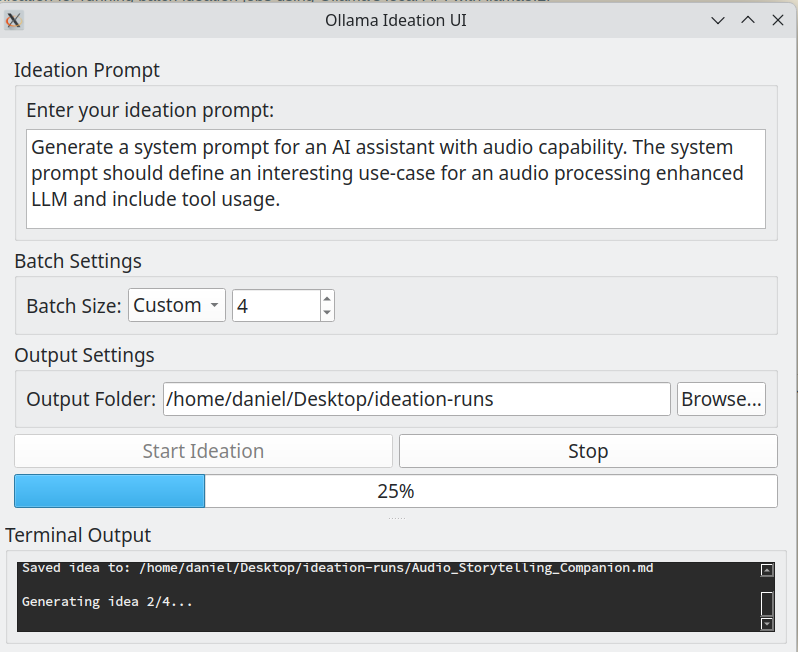 Ollama Ideation UI
Ideation Prompt
Enter your ideation prompt:
Generate a system prompt for an AI assistant with audio capability. The system
prompt should define an interesting use-case for an audio processing enhanced
LLM and include tool usage.
Batch Settings
Batch Size: Custom 4
Output Settings
Output Folder: /home/daniel/Desktop/ideation-runs Browse...
Start Ideation Stop
25%
Terminal Output
Saved idea to: /home/daniel/Desktop/ideation-runs/Audio_Storytelling_Companion.md
Generating idea 2/4...